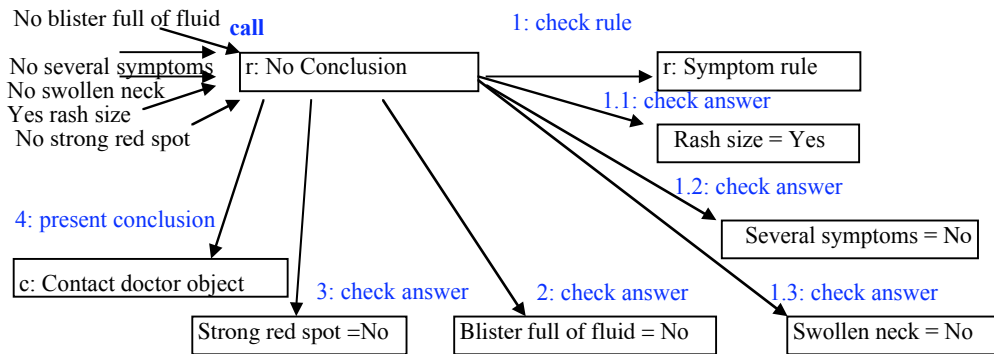 No blister full of fluid
call
1: check rule
No several symptoms
r: No Conclusion
r: Symptom rule
No swollen neck
Yes rash size
1.1: check answer
No strong red spot
Rash size = Yes
1.2: check answer
4: present conclusion
Several symptoms = No
c: Contact doctor object
3: check answer
2: check answer
1.3: check answer
Strong red spot =No
Blister full of fluid = No
Swollen neck = No